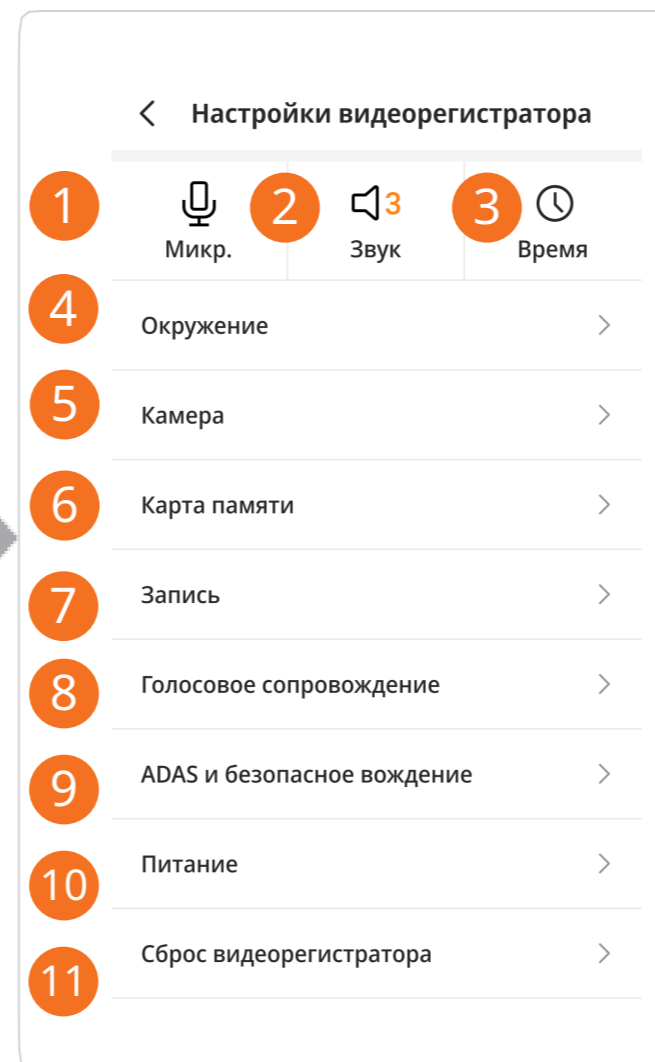 Настройки видеорегистратора
1 2 3 3
Микр. Звук Время
4
Окружение
5
Камера
6
Карта памяти
7
Запись
8
Голосовое сопровождение
9
ADAS и безопасное вождение
10
Питание
11
Сброс видеорегистратора